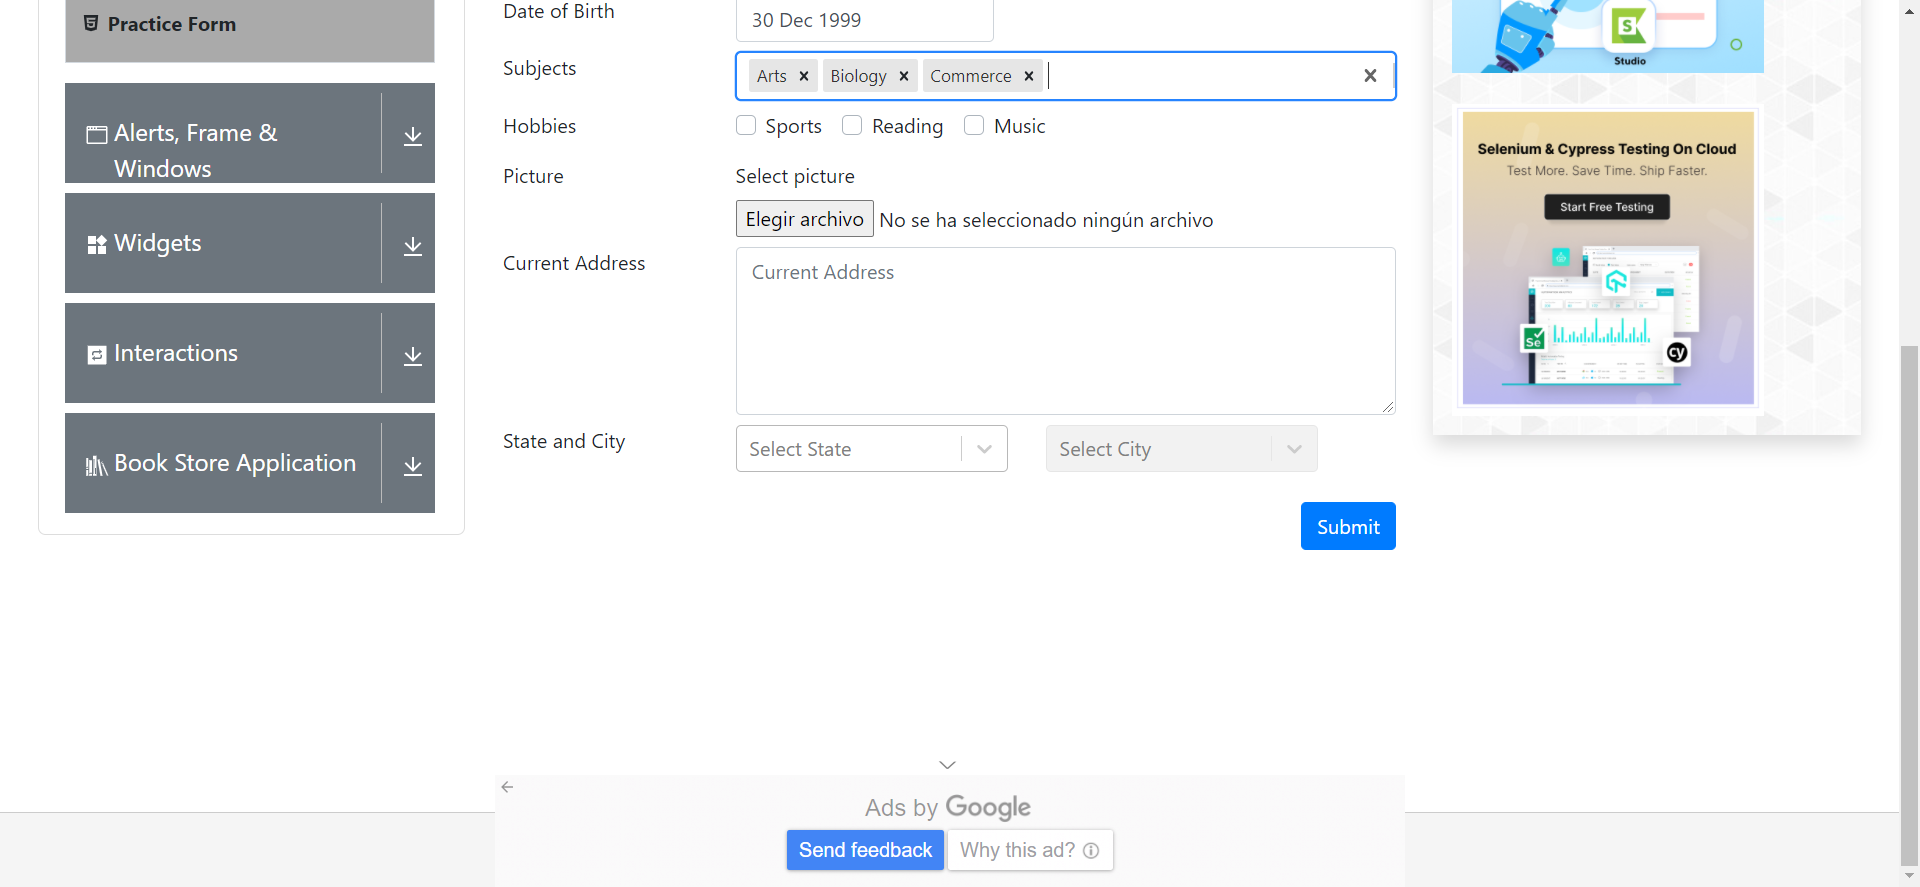 Practice Form
Alerts, Frame &
Windows
Widgets
Interactions
Book Store Application
Date of Birth
30 Dec 1999
Subjects
Arts
Biology
Commerce
Hobbies
Sports
Reading
Music
Picture
Select picture
Elegir archivo No se ha seleccionado ningún archivo
Current Address
Current Address
State and City
Select State
Select City
Submit
S
Studio
Selenium & Cypress Testing On Cloud
Test More. Save Time. Ship Faster.
Start Free Testing
Se
cy
Ads by Google
Send feedback
Why this ad?